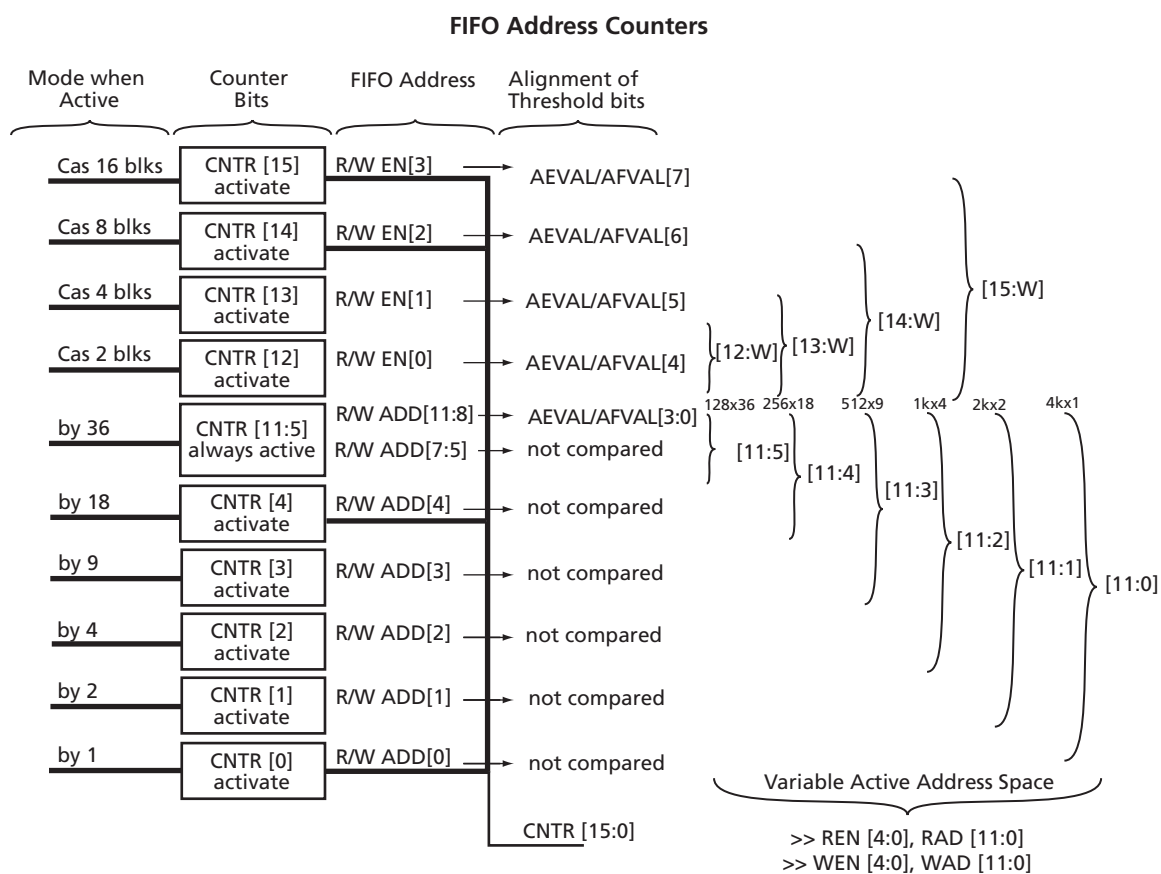 FIFO Address Counters
Mode when
Active
Counter
Bits
FIFO Address
Alignment of
Threshold bits
Cas 16 blks
CNTR [15]
activate
R/W EN[3]
AEVAL/AFVAL[7]
Cas 8 blks
CNTR [14]
activate
R/W EN[2]
AEVAL/AFVAL[6]
Cas 4 blks
CNTR [13]
activate
R/W EN[1]
AEVAL/AFVAL[5]
Cas 2 blks
CNTR [12]
activate
R/W EN[0]
AEVAL/AFVAL[4]
[12:W]
[13:W]
[14:W]
[15:W]
by 36
CNTR [11:5]
always active
R/W ADD[11:8]
AEVAL/AFVAL[3:0]
R/W ADD[7:5]
not compared
128x36
256x18
512x9
1kx4
2kx2
4kx1
[11:5]
[11:4]
[11:3]
[11:2]
[11:1]
[11:0]
by 18
CNTR [4]
activate
R/W ADD[4]
not compared
by 9
CNTR [3]
activate
R/W ADD[3]
not compared
by 4
CNTR [2]
activate
R/W ADD[2]
not compared
by 2
CNTR [1]
activate
R/W ADD[1]
not compared
by 1
CNTR [0]
activate
R/W ADD[0]
not compared
CNTR [15:0]
Variable Active Address Space
>> REN [4:0], RAD [11:0]
>> WEN [4:0], WAD [11:0]